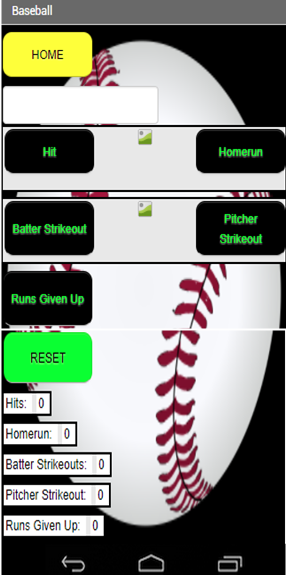 Baseball
HOME
Hit
Homerun
Batter Strikeout
Pitcher
Strikeout
Runs Given Up
RESET
Hits: 0
Homerun: 0
Batter Strikeouts: 0
Pitcher Strikeout: 0
Runs Given Up: 0